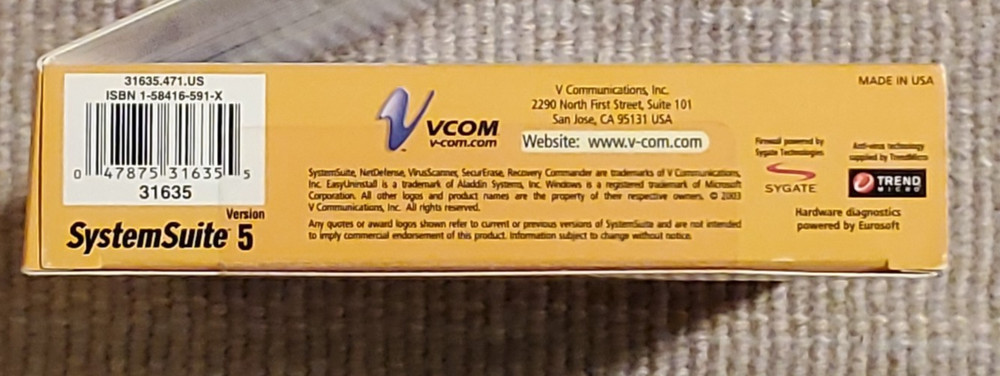 31635.471.US
ISBN 1-58416-591-X
0 47875 31635 5
31635
Version
SystemSuite 5
VCOM
v-com.com
V Communications, Inc.
2290 North First Street, Suite 101
San Jose, CA 95131 USA
Website: www.v-com.com
SystemSuite, NetDefense, VirusScanner, SecurErase, Recovery Commander are trademarks of V Communications,
Inc. EasyUninstall is a trademark of Aladdin Systems, Inc. Windows is a registered trademark of Microsoft
Corporation. All other logos and product names are the property of their respective owners. © 2003
V Communications, Inc. All rights reserved.
Any quotes or award logos shown refer to current or previous versions of SystemSuite and are not intended
to imply commercial endorsement of this product. Information subject to change without notice.
MADE IN USA
Firewall powered by
Sygate Technologies
SYGATE
Anti-virus technology
supplied by TrendMicro
TREND
MICRO
Hardware diagnostics
powered by Eurosoft